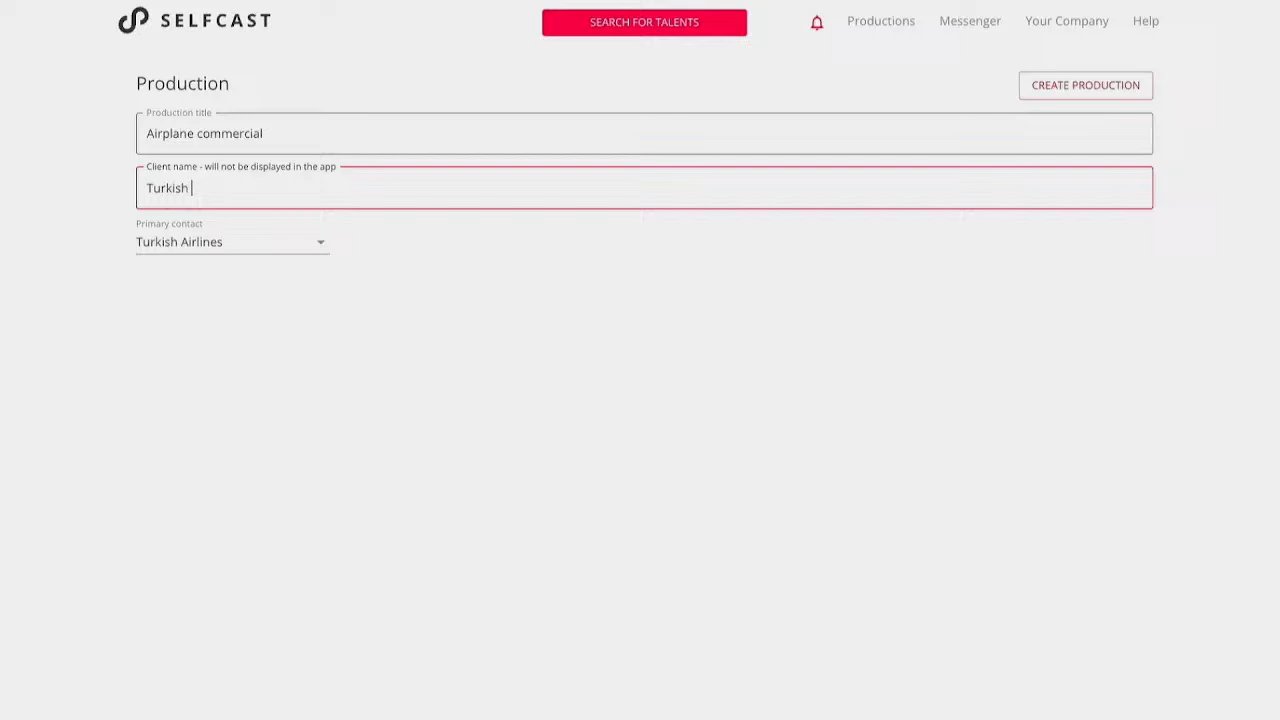 SELFCAST
SEARCH FOR TALENTS
Productions
Messenger
Your Company
Help
Production
CREATE PRODUCTION
Production title
Airplane commercial
Client name - will not be displayed in the app
Turkish
Primary contact
Turkish Airlines